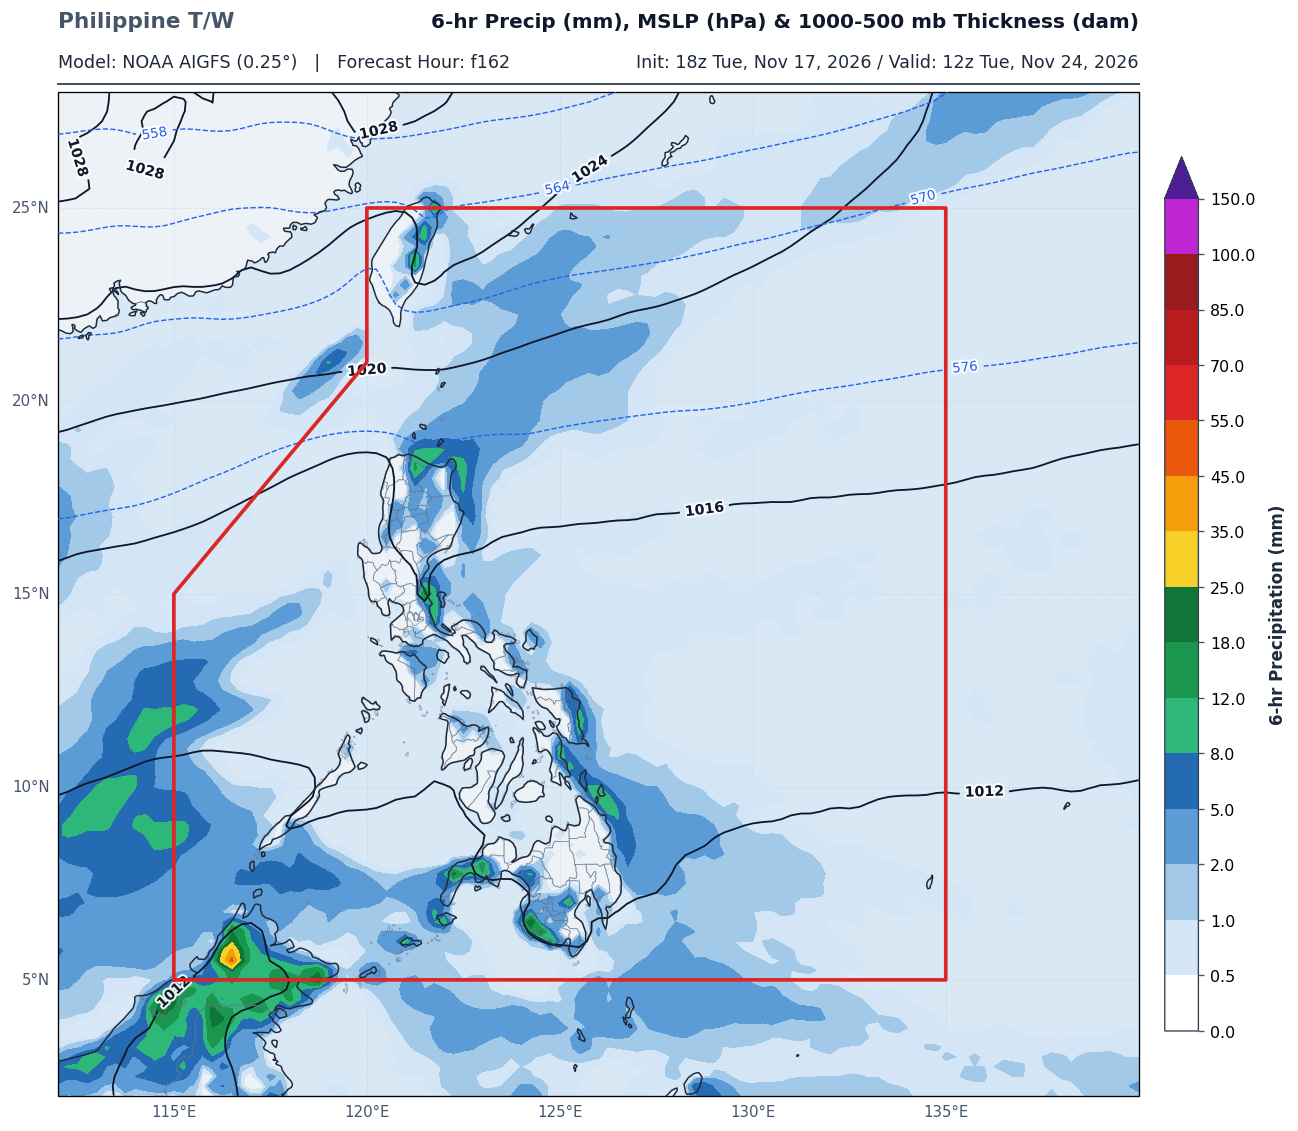 Philippine T/W
6-hr Precip (mm), MSLP (hPa) & 1000-500 mb Thickness (dam)
Model: NOAA AIGFS (0.25°) | Forecast Hour: f162
Init: 18z Tue, Nov 17, 2026 / Valid: 12z Tue, Nov 24, 2026
1028
558
1028
1028
1024
564
570
1020
576
1016
1012
1012
25°N
20°N
15°N
10°N
5°N
115°E
120°E
125°E
130°E
135°E
150.0
100.0
85.0
70.0
55.0
45.0
35.0
25.0
18.0
12.0
8.0
5.0
2.0
1.0
0.5
0.0
6-hr Precipitation (mm)